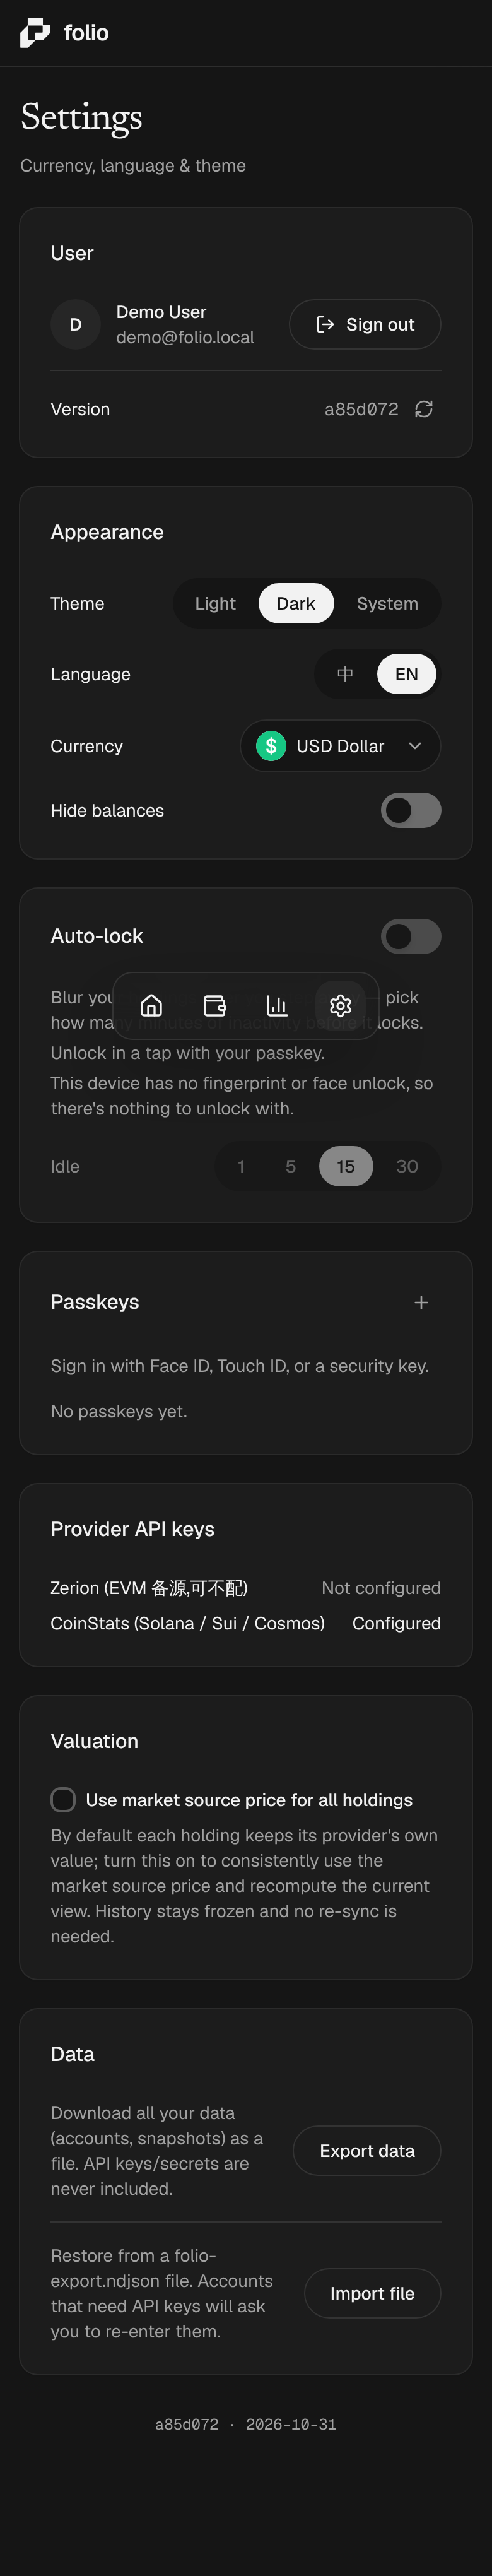 folio
Settings
Currency, language & theme
User
D
Demo User
demo@folio.local
Sign out
Version
a85d072
Appearance
Theme
Light
Dark
System
Language
中
EN
Currency
$
USD Dollar
Hide balances
Auto-lock
Blur you — pick
how many minutes of inactivity before it locks.
Unlock in a tap with your passkey.
This device has no fingerprint or face unlock, so
there's nothing to unlock with.
Idle
1
5
15
30
Passkeys
Sign in with Face ID, Touch ID, or a security key.
No passkeys yet.
Provider API keys
Zerion (EVM 备源,可不配)
Not configured
CoinStats (Solana / Sui / Cosmos)
Configured
Valuation
Use market source price for all holdings
By default each holding keeps its provider's own
value; turn this on to consistently use the
market source price and recompute the current
view. History stays frozen and no re-sync is
needed.
Data
Download all your data
(accounts, snapshots) as a
file. API keys/secrets are
never included.
Export data
Restore from a folio-
export.ndjson file. Accounts
that need API keys will ask
you to re-enter them.
Import file
a85d072 · 2026-10-31